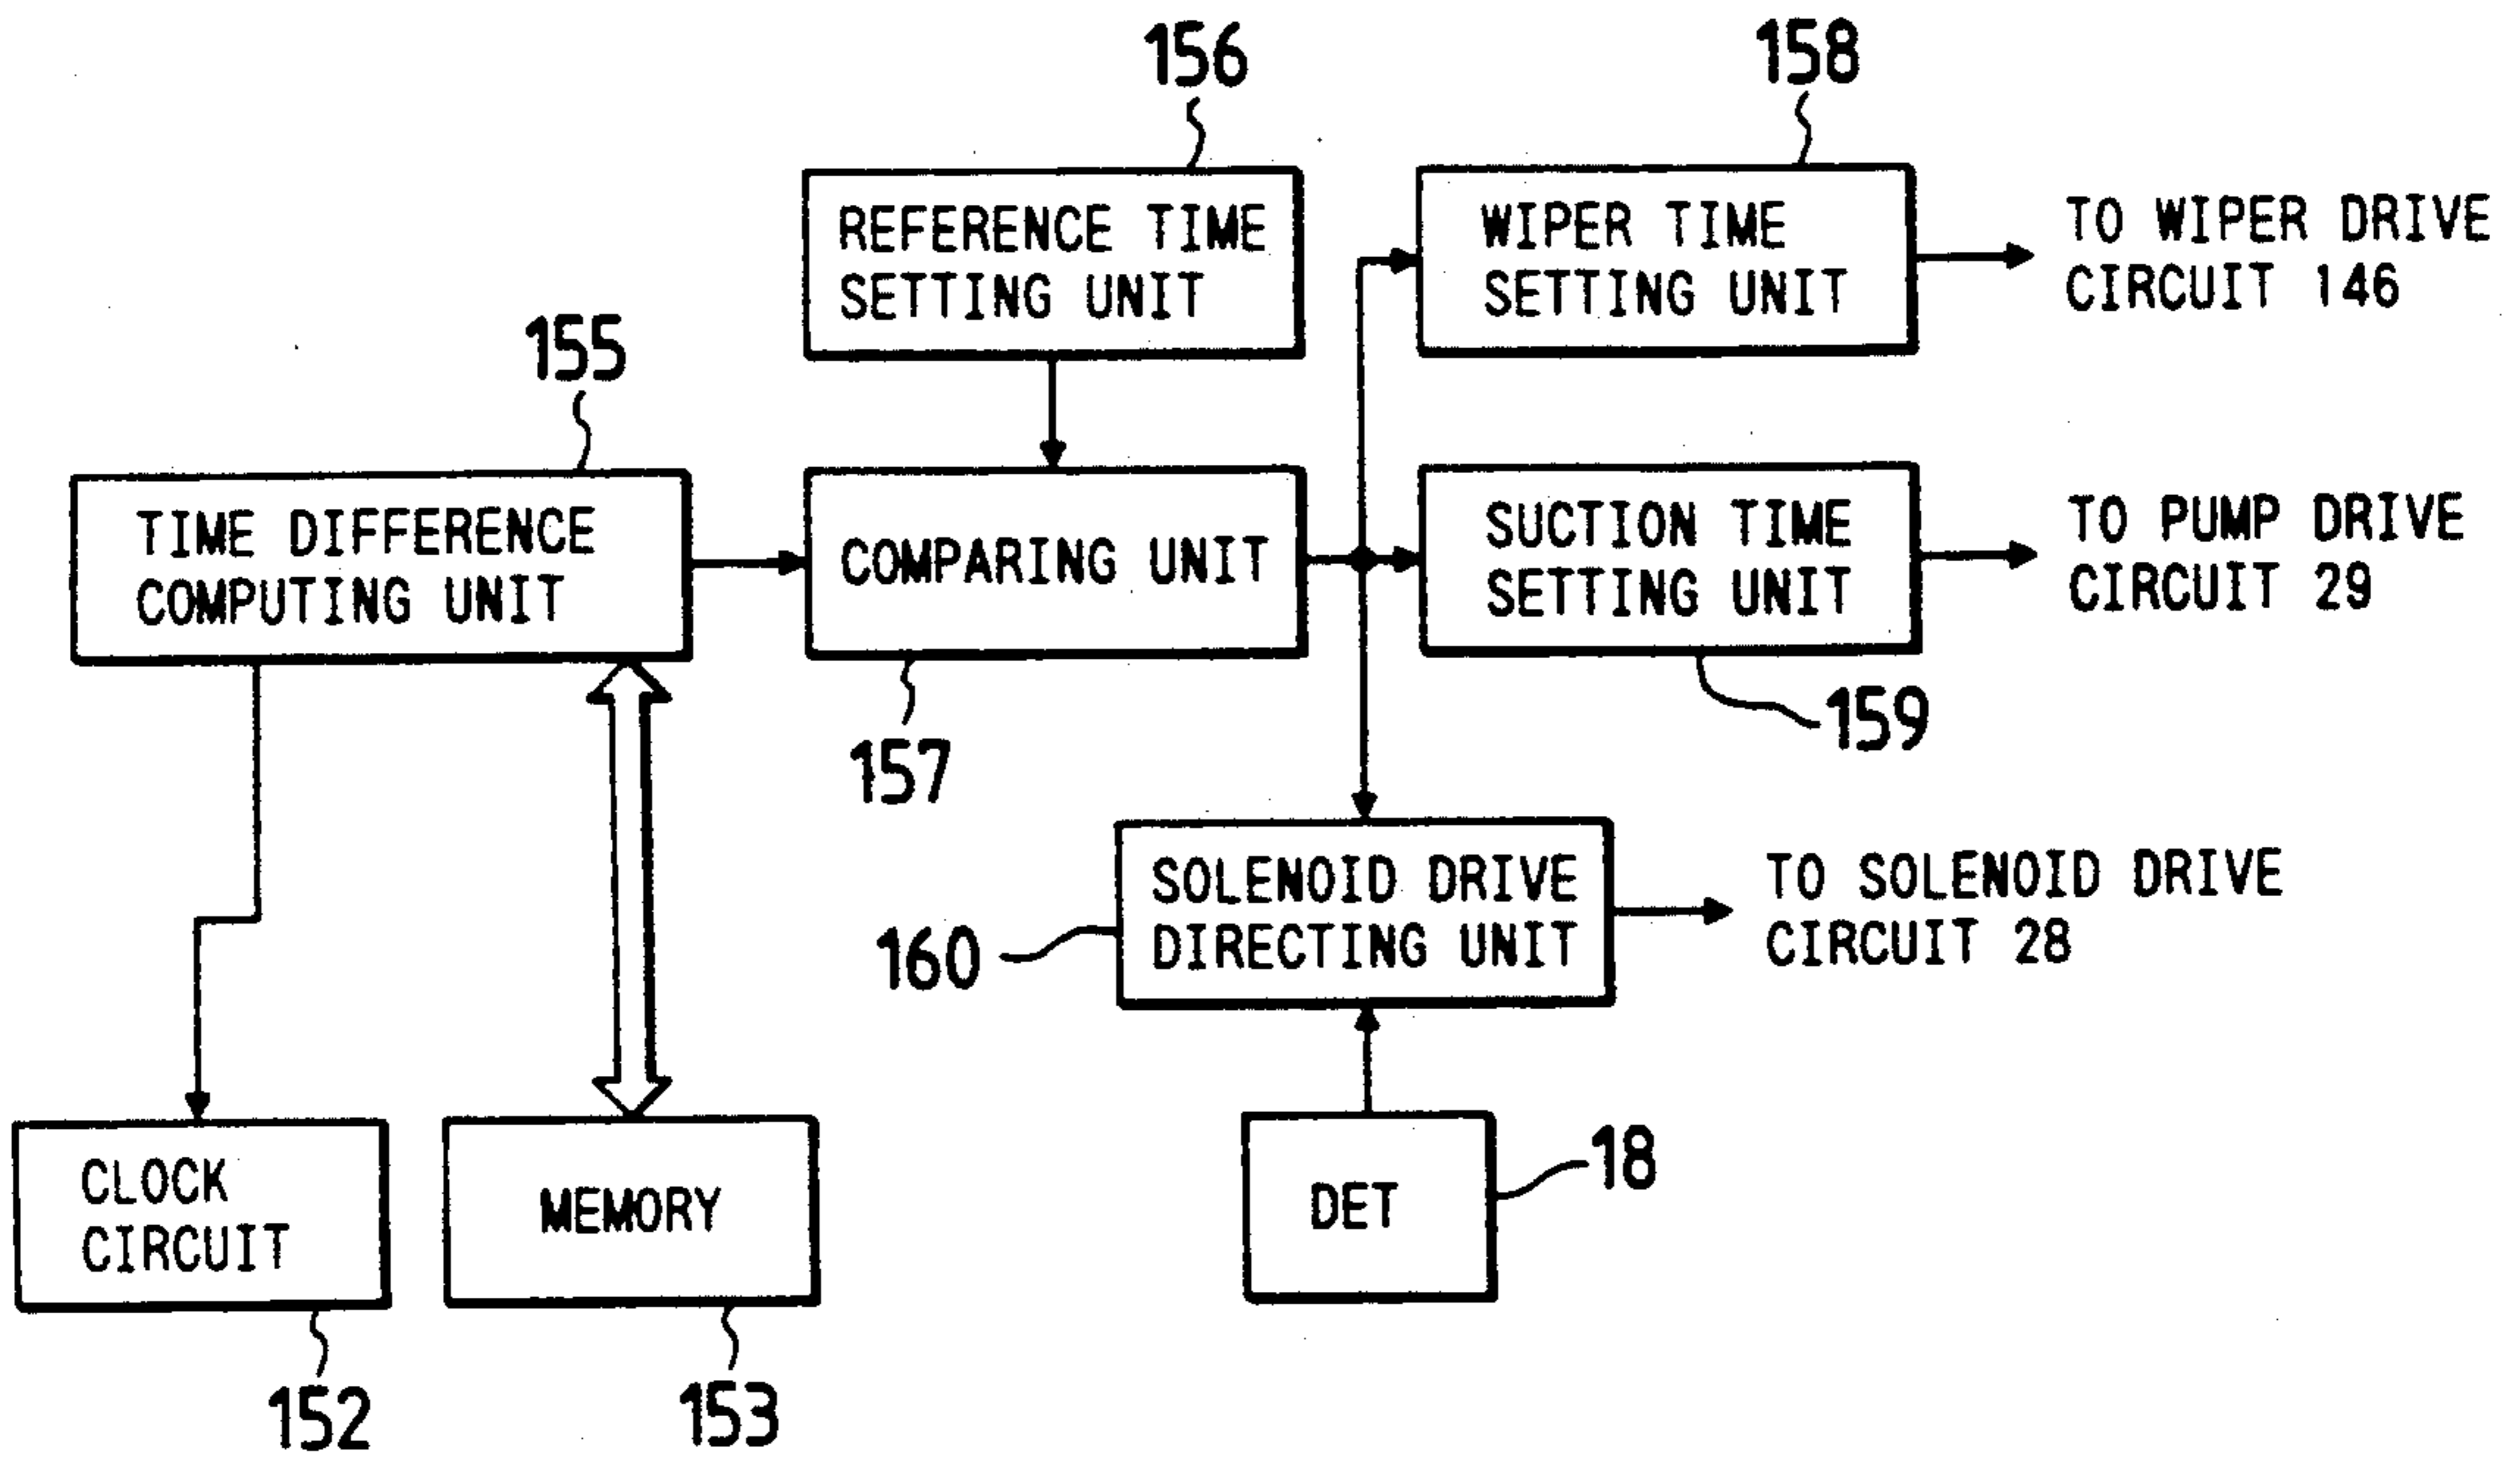 156
158
REFERENCE TIME
SETTING UNIT
WIPER TIME
SETTING UNIT
TO WIPER DRIVE
CIRCUIT 146
155
TIME DIFFERENCE
COMPUTING UNIT
COMPARING UNIT
SUCTION TIME
SETTING UNIT
TO PUMP DRIVE
CIRCUIT 29
157
159
160
SOLENOID DRIVE
DIRECTING UNIT
TO SOLENOID DRIVE
CIRCUIT 28
CLOCK
CIRCUIT
MEMORY
DET
18
152
153